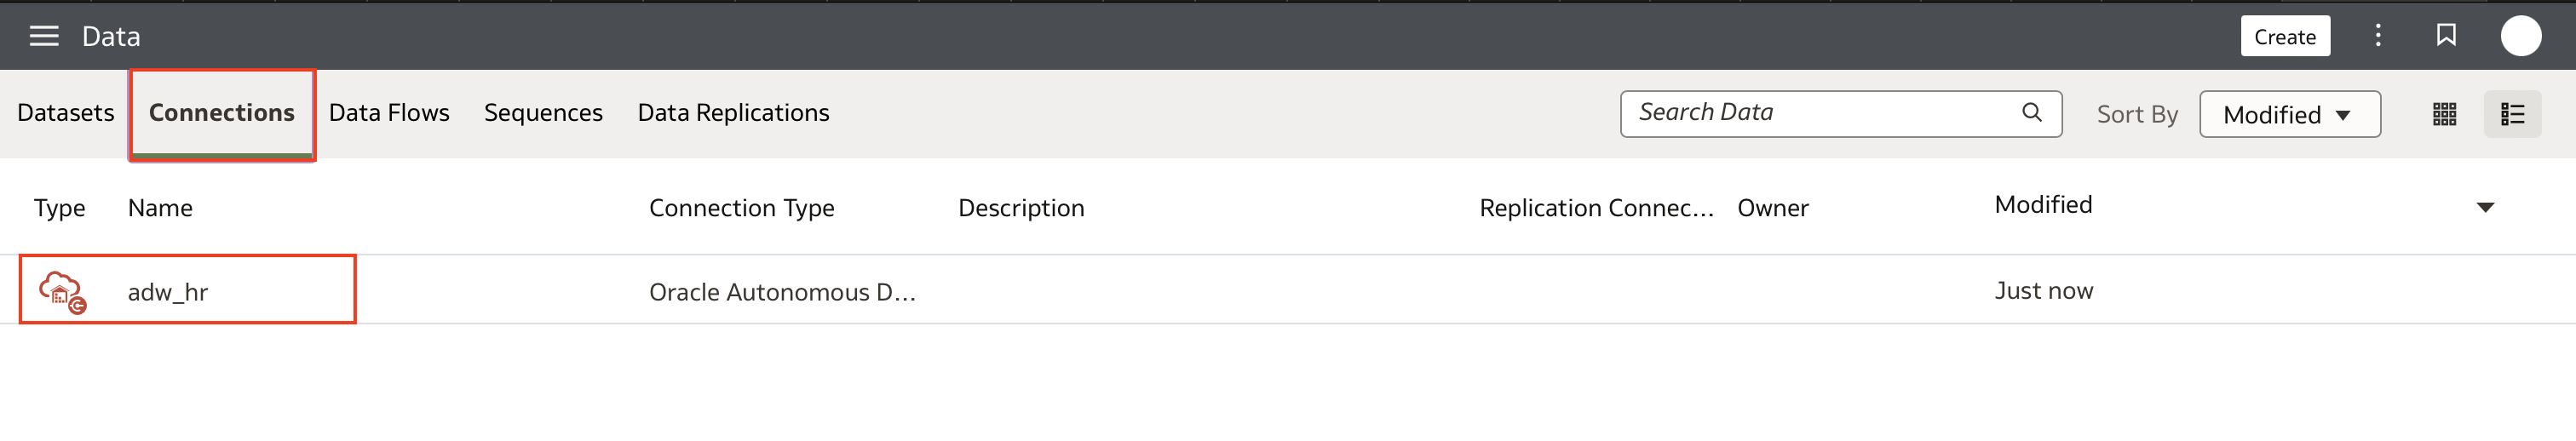 Data Create
Datasets Connections Data Flows Sequences Data Replications Search Data Sort By Modified
Type Name Connection Type Description Replication Connec... Owner Modified
adw_hr Oracle Autonomous D... Just now